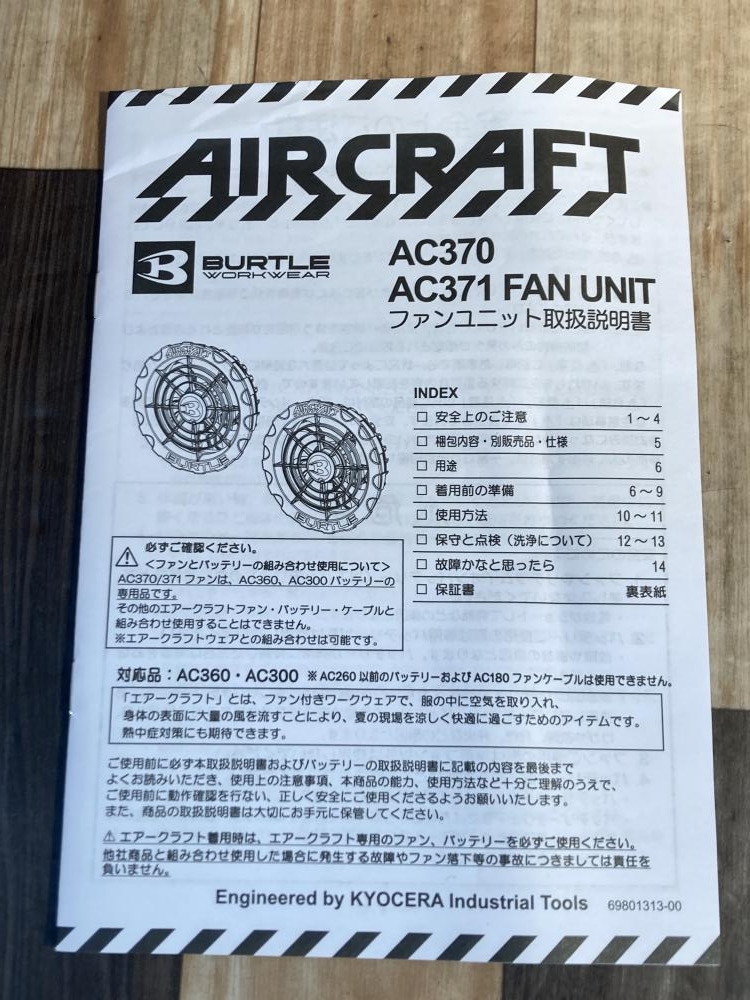 AIRCRAFT
BURTLE
WORKWEAR
AC370
AC371 FAN UNIT
ファンユニット取扱説明書
AIRCRAFT
BURTLE
AIRCRAFT
BURTLE
INDEX
□ 安全上のご注意 1～4
□ 梱包内容・別販売品・仕様 5
□ 用途 6
□ 着用前の準備 6～9
□ 使用方法 10～11
□ 保守と点検（洗浄について） 12～13
□ 故障かなと思ったら 14
□ 保証書 裏表紙
⚠ 必ずご確認ください。
＜ファンとバッテリーの組み合わせ使用について＞
AC370/371ファンは、AC360、AC300バッテリーの
専用品です。
その他のエアークラフトファン・バッテリー・ケーブルと
組み合わせ使用することはできません。
※エアークラフトウェアとの組み合わせは可能です。
対応品：AC360・AC300 ※AC260以前のバッテリーおよびAC180ファンケーブルは使用できません。
「エアークラフト」とは、ファン付きワークウェアで、服の中に空気を取り入れ、
身体の表面に大量の風を流すことにより、夏の現場を涼しく快適に過ごすためのアイテムです。
熱中症対策にも期待できます。
ご使用前に必ず本取扱説明書およびバッテリーの取扱説明書に記載の内容を最後まで
よくお読みいただき、使用上の注意事項、本商品の能力、使用方法など十分ご理解のうえで、
ご使用前に動作確認を行ない、正しく安全にご使用くださるようお願いいたします。
また、商品の取扱説明書は大切にお手元に保管してください。
⚠ エアークラフト着用時は、エアークラフト専用のファン、バッテリーを必ずご使用ください。
他社商品と組み合わせ使用した場合に発生する故障やファン落下等の事故につきましては責任を
負いません。
Engineered by KYOCERA Industrial Tools 69801313-00